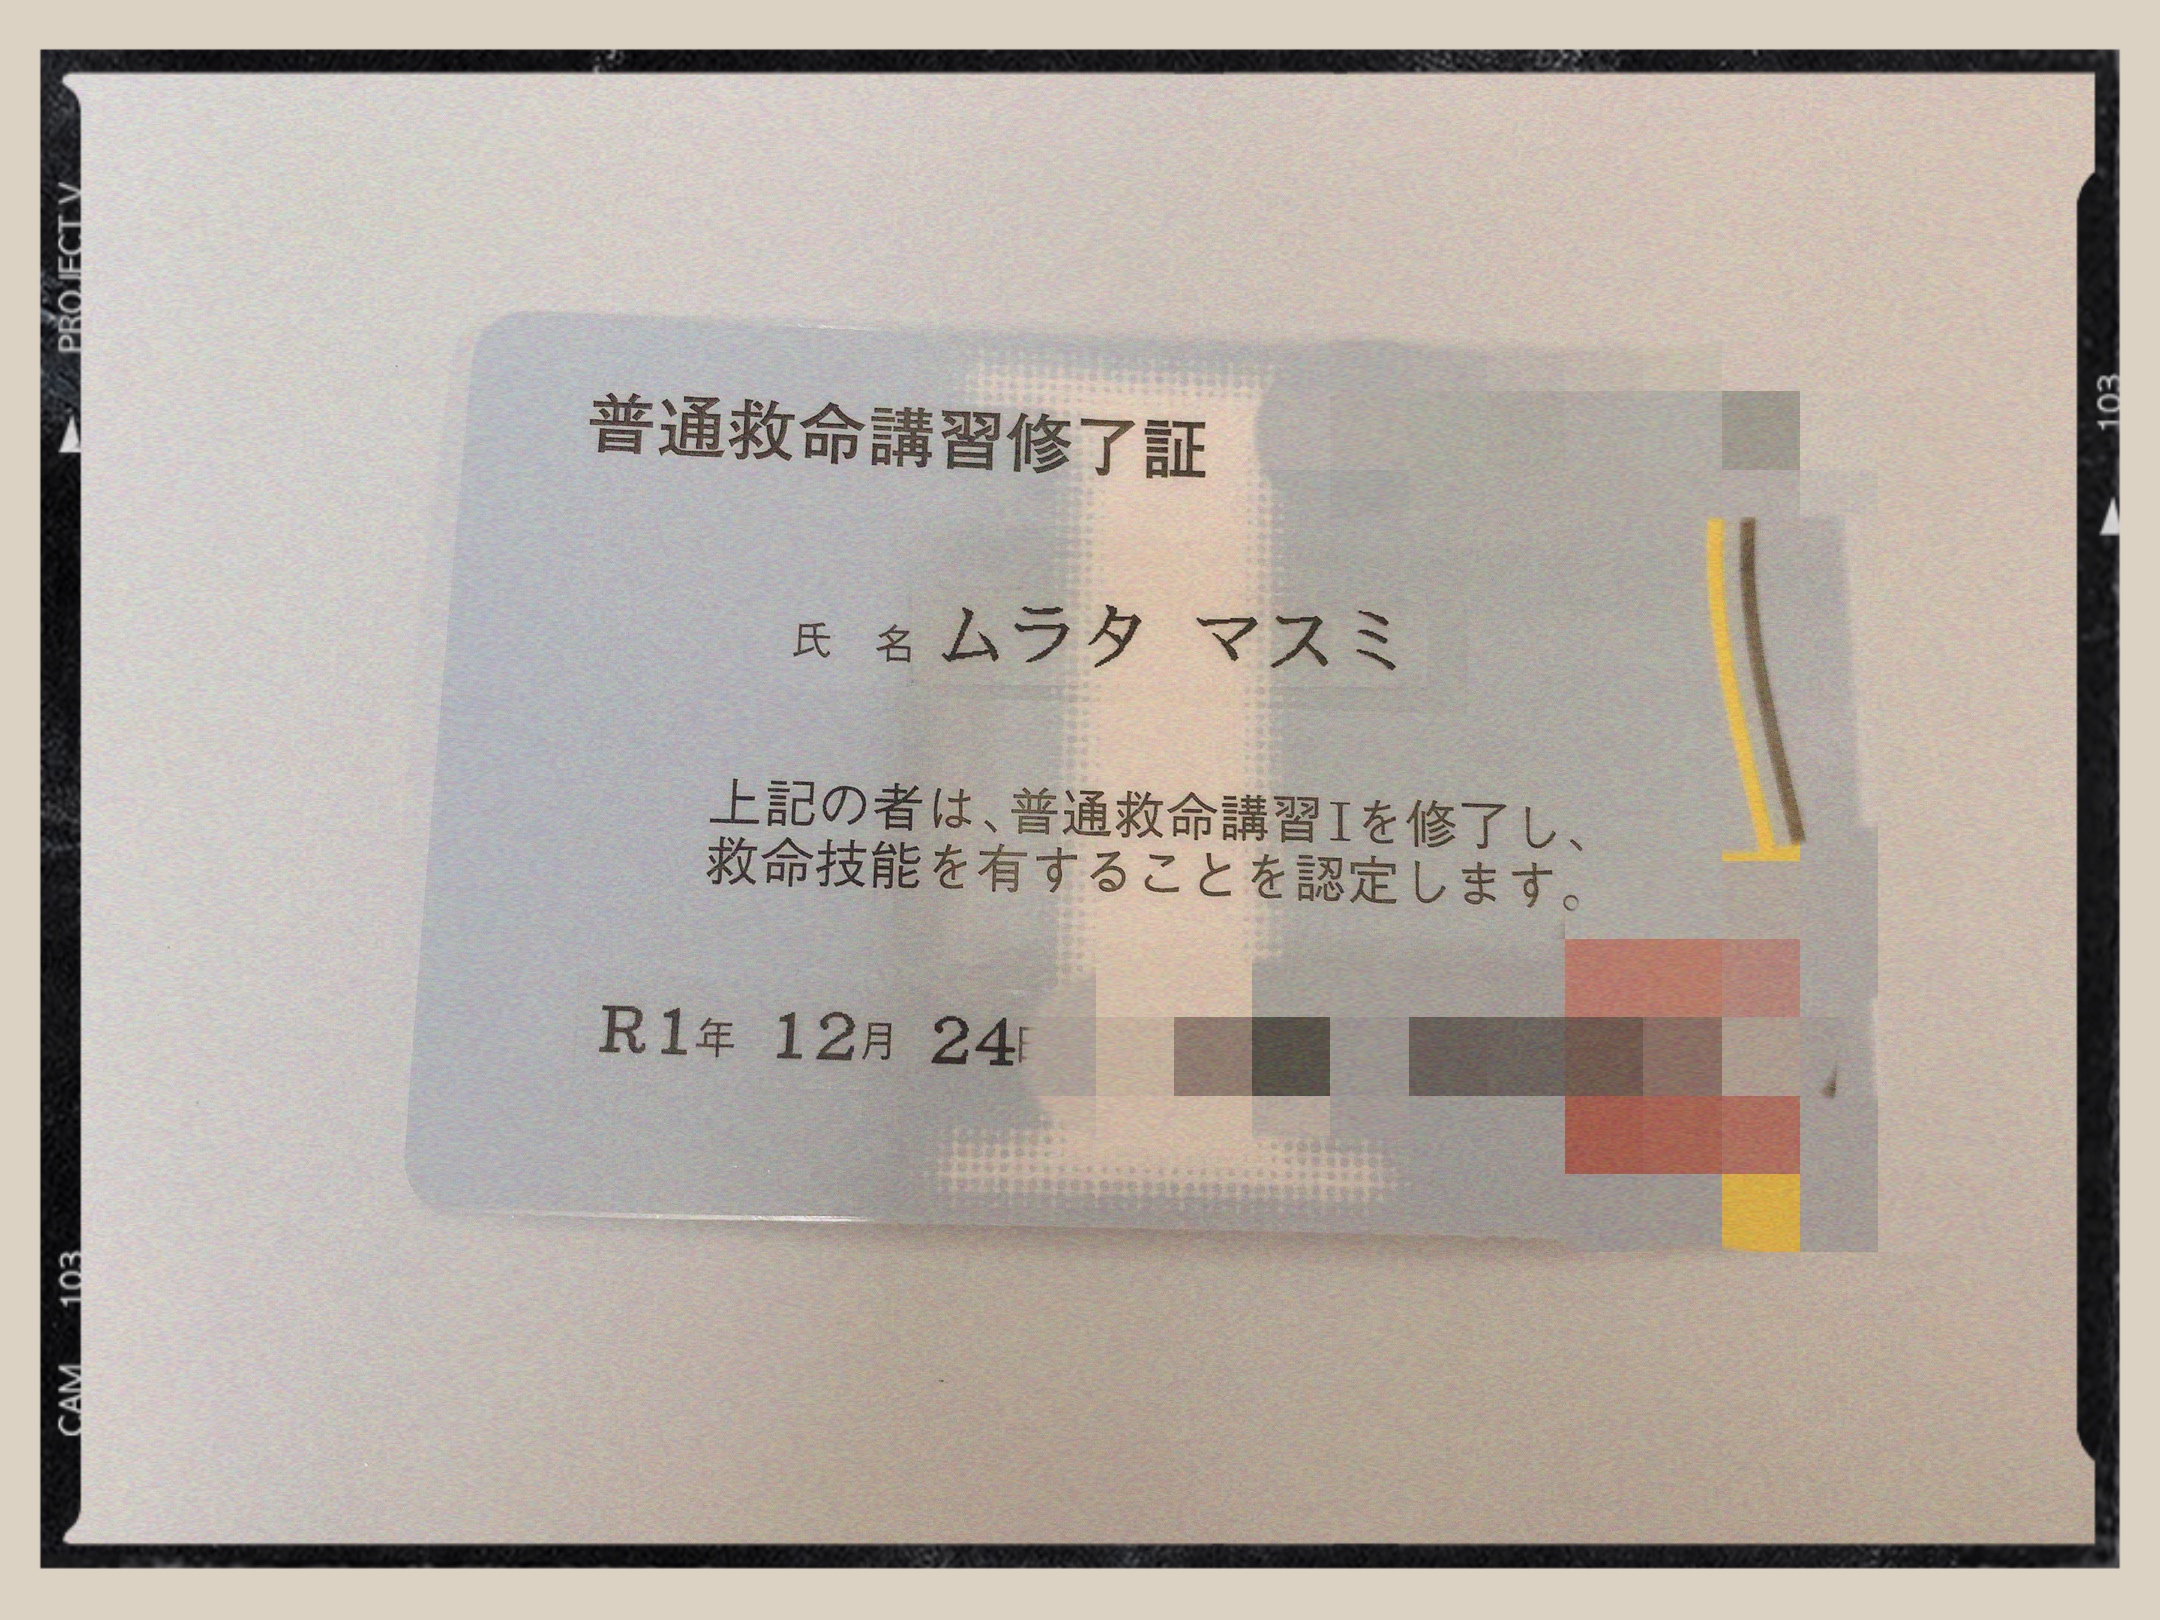 普通救命講習修了証
氏 名 ムラタ マスミ
上記の者は、普通救命講習Iを修了し、
救命技能を有することを認定します。
R1年 12月 24日
PROJECT V
CAM 103
103